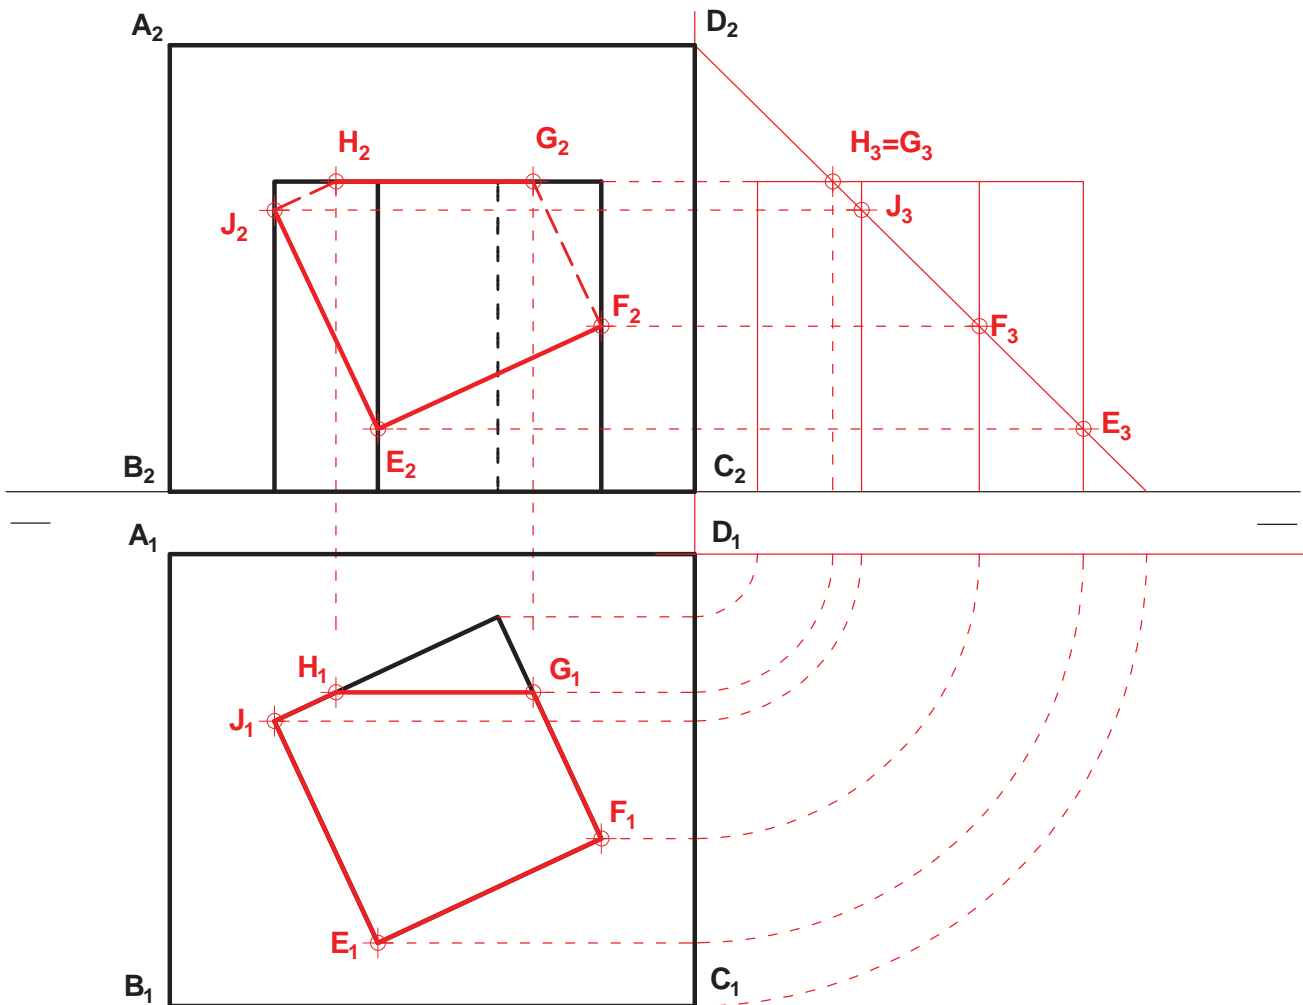 A₂ D₂
H₂ G₂ H₃=G₃
J₂ J₃
F₂ F₃
E₂ E₃
B₂ C₂
A₁ D₁
H₁ G₁
J₁
F₁
E₁
B₁ C₁